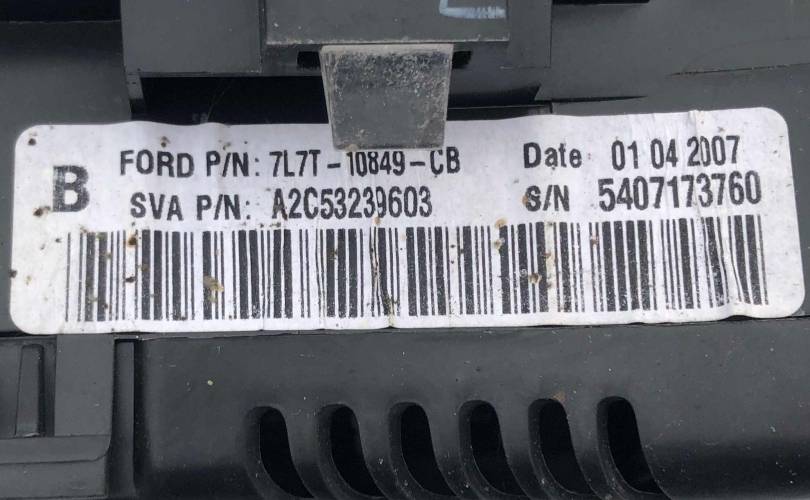 B
FORD P/N: 7L7T-10849-CB Date 01 04 2007
SVA P/N: A2C53239603 S/N 5407173760